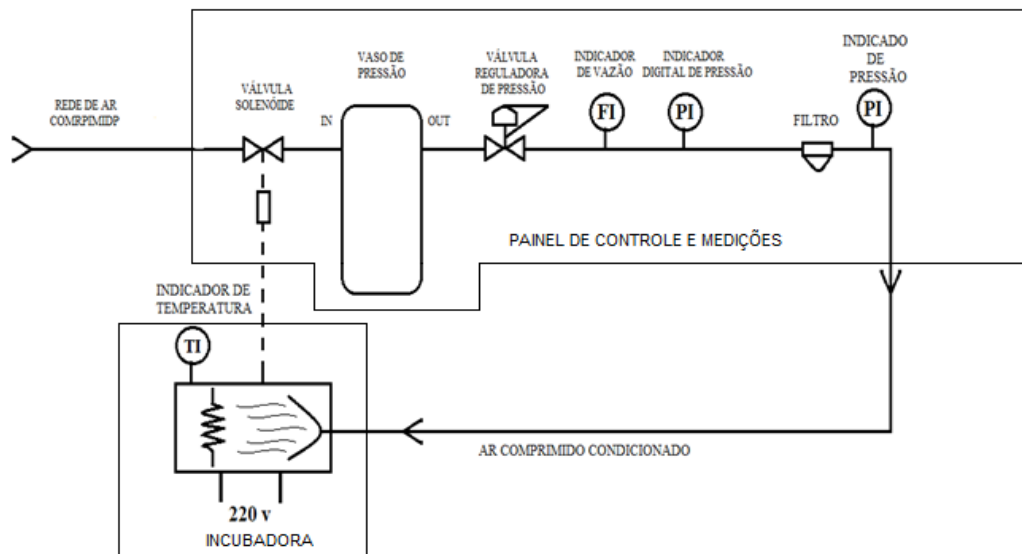 REDE DE AR
COMRPIMIDP
VÁLVULA
SOLENÓIDE
VASO DE
PRESSÃO
IN
OUT
VÁLVULA
REGULADORA
DE PRESSÃO
INDICADOR
DE VAZÃO
FI
INDICADOR
DIGITAL DE PRESSÃO
PI
FILTRO
INDICADO
DE
PRESSÃO
PI
PAINEL DE CONTROLE E MEDIÇÕES
INDICADOR DE
TEMPERATURA
TI
AR COMPRIMIDO CONDICIONADO
220 v
INCUBADORA